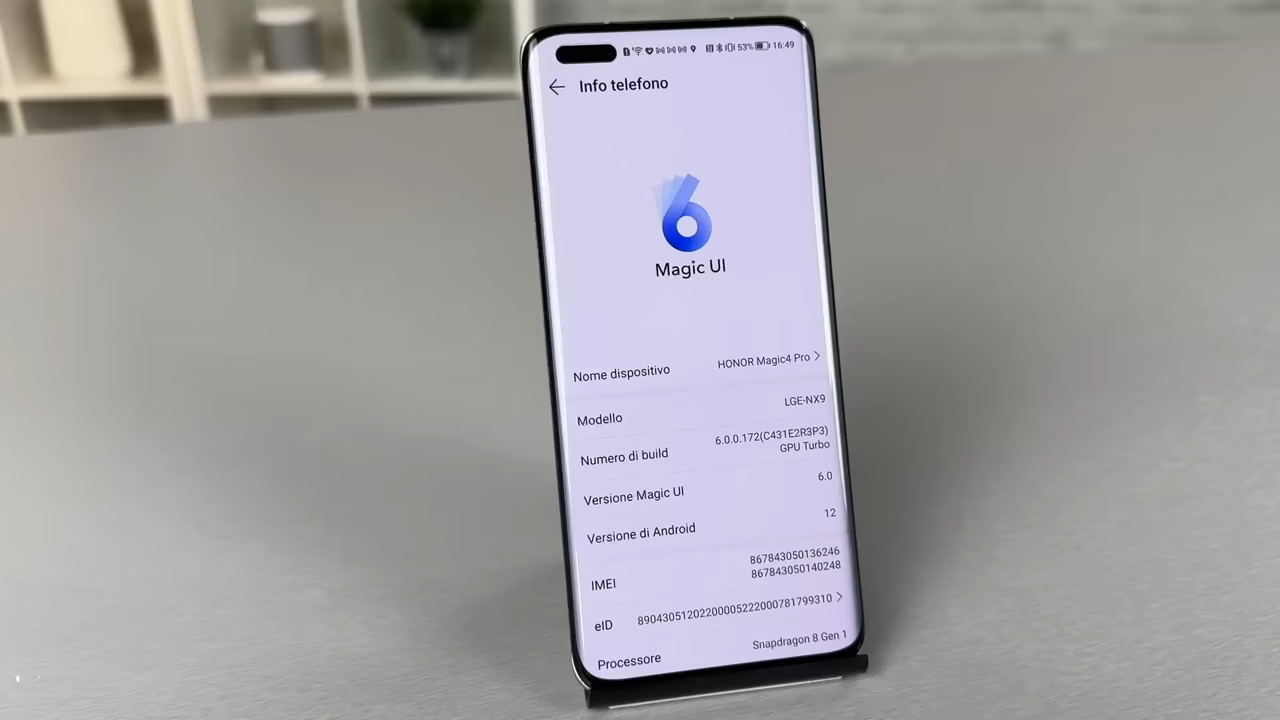 53% 16:49
Info telefono
6
Magic UI
Nome dispositivo HONOR Magic4 Pro
Modello LGE-NX9
Numero di build 6.0.0.172(C431E2R3P3)
GPU Turbo
Versione Magic UI 6.0
Versione di Android 12
IMEI 867843050136246
867843050140248
eID 89043051202200005222000781799310
Processore Snapdragon 8 Gen 1